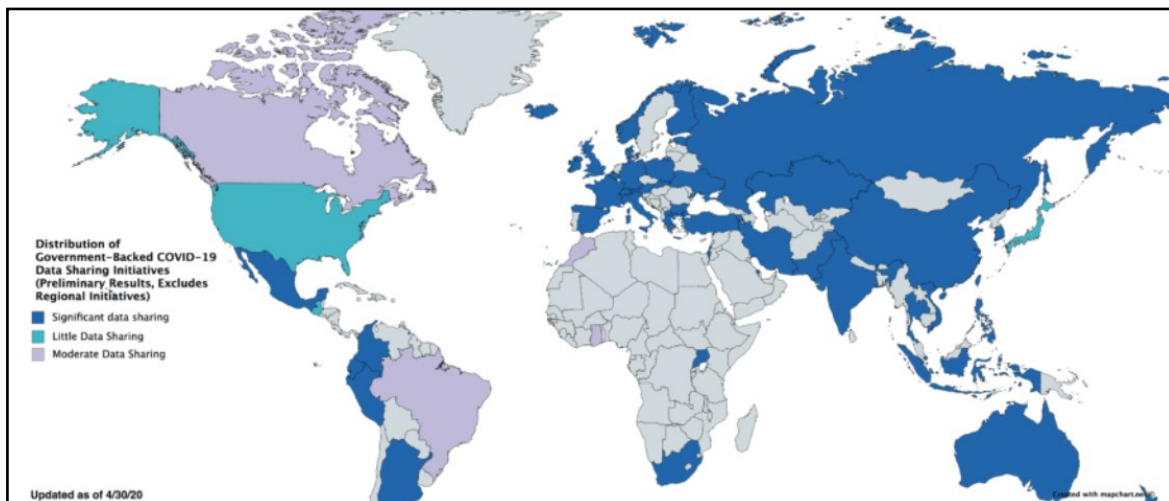 Distribution of
Government-Backed COVID-19
Data Sharing Initiatives
(Preliminary Results, Excludes
Regional Initiatives)
Significant data sharing
Little Data Sharing
Moderate Data Sharing
Updated as of 4/30/20
Created with mapchart.net